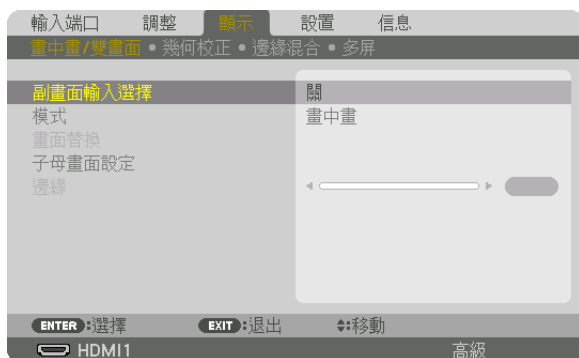 輸入端口 調整 顯示 設置 信息
畫中畫/雙畫面 • 幾何校正 • 邊緣混合 • 多屏
副畫面輸入選擇 關
模式 畫中畫
畫面替換
子母畫面設定
邊緣
ENTER :選擇 EXIT :退出 :移動
HDMI1 高級